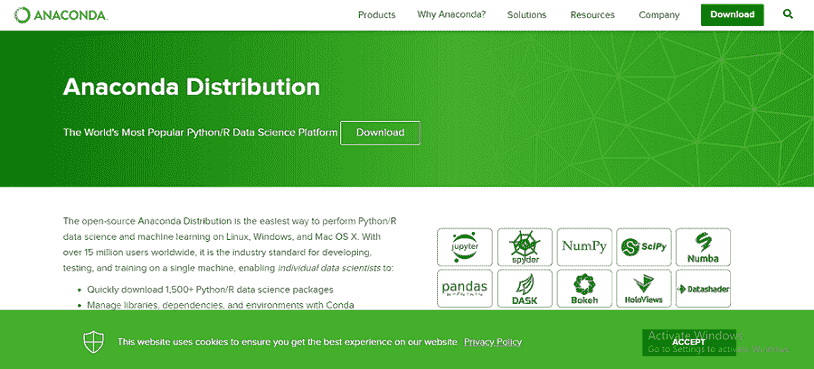 ANACONDA.
Products Why Anaconda? Solutions Resources Company Download
Anaconda Distribution
The World's Most Popular Python/R Data Science Platform Download
The open-source Anaconda Distribution is the easiest way to perform Python/R
data science and machine learning on Linux, Windows, and Mac OS X. With
over 15 million users worldwide, it is the industry standard for developing,
testing, and training on a single machine, enabling individual data scientists to:
• Quickly download 1,500+ Python/R data science packages
• Manage libraries, dependencies, and environments with Conda
jupyter spyder NumPy SciPy Numba
pandas DASK Bokeh HoloViews Datashader
This website uses cookies to ensure you get the best experience on our website. Privacy Policy
ACCEPT
Activate Windows
Go to Settings to activate Windows.